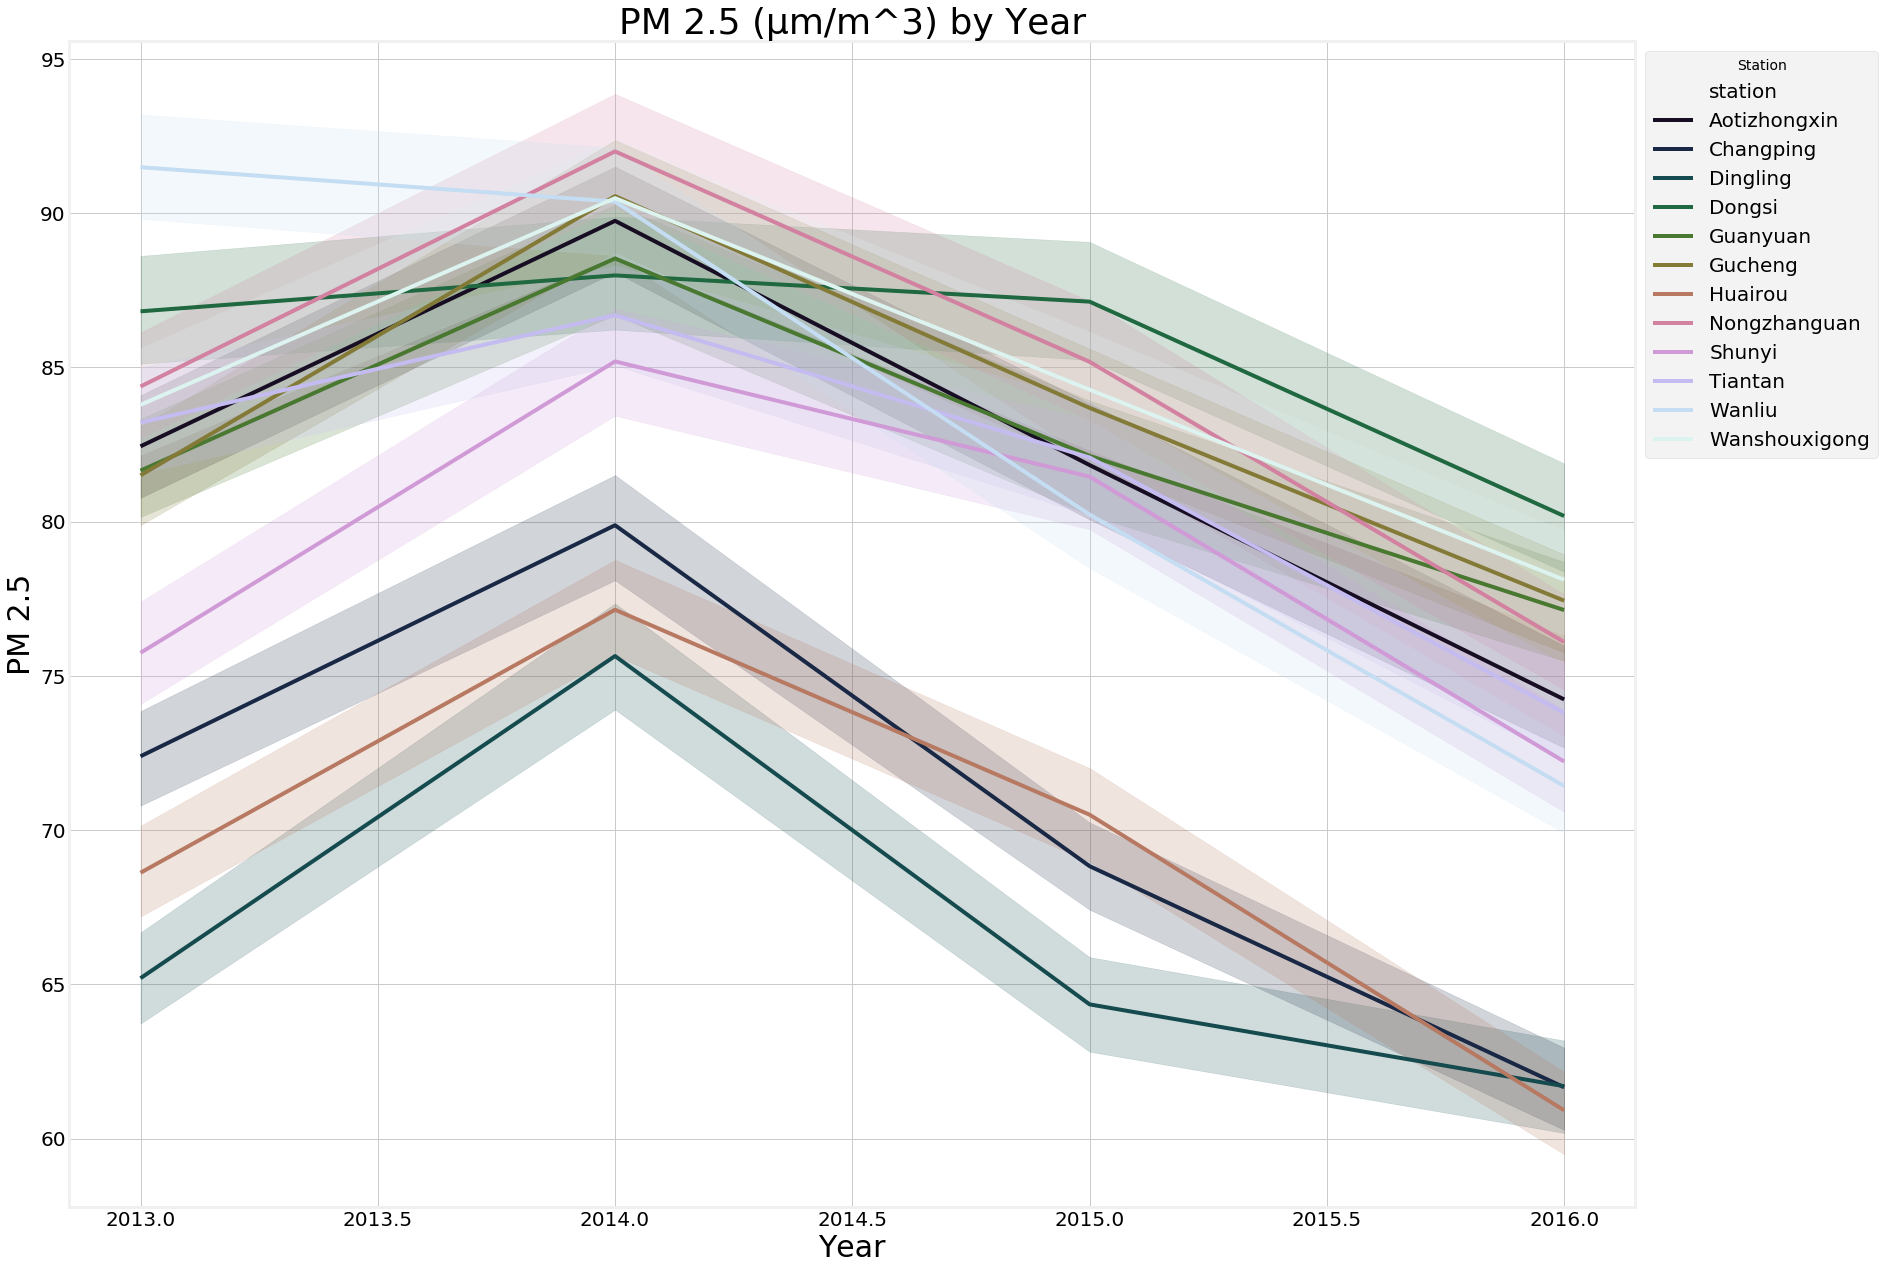 PM 2.5 (μm/m^3) by Year
95
90
85
80
75
70
65
60
PM 2.5
2013.0 2013.5 2014.0 2014.5 2015.0 2015.5 2016.0
Year
Station
station
Aotizhongxin
Changping
Dingling
Dongsi
Guanyuan
Gucheng
Huairou
Nongzhanguan
Shunyi
Tiantan
Wanliu
Wanshouxigong